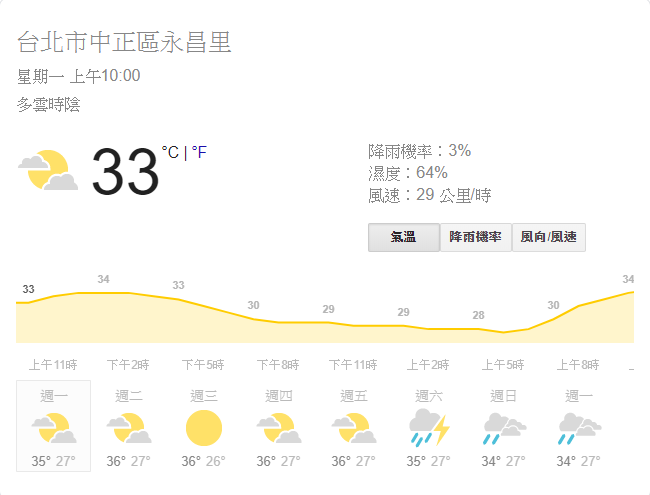 台北市中正區永昌里
星期一 上午10:00
多雲時陰
33 °C | °F
降雨機率：3%
濕度：64%
風速：29 公里/時
氣溫 降雨機率 風向/風速
33 34 33 30 29 29 28 30 34
上午11時 下午2時 下午5時 下午8時 下午11時 上午2時 上午5時 上午8時
週一 週二 週三 週四 週五 週六 週日 週一
35° 27° 36° 27° 36° 26° 36° 27° 36° 27° 35° 27° 34° 27° 34° 27°